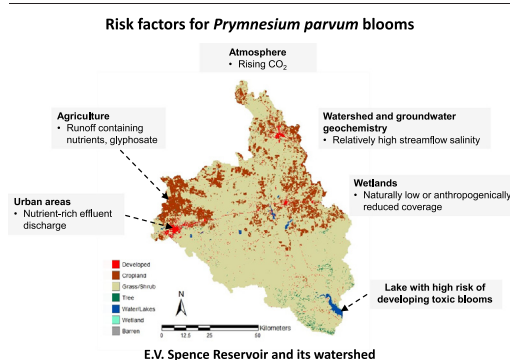 Risk factors for Prymnesium parvum blooms
Atmosphere
• Rising CO2
Agriculture
• Runoff containing
nutrients, glyphosate
Watershed and groundwater
geochemistry
• Relatively high streamflow salinity
Wetlands
• Naturally low or anthropogenically
reduced coverage
Urban areas
• Nutrient-rich effluent
discharge
Developed
Cropland
Grass/Shrub
Tree
Water/Lakes
Wetland
Barren
N
Kilometers
0 12.5 25 50
Lake with high risk of
developing toxic blooms
E.V. Spence Reservoir and its watershed